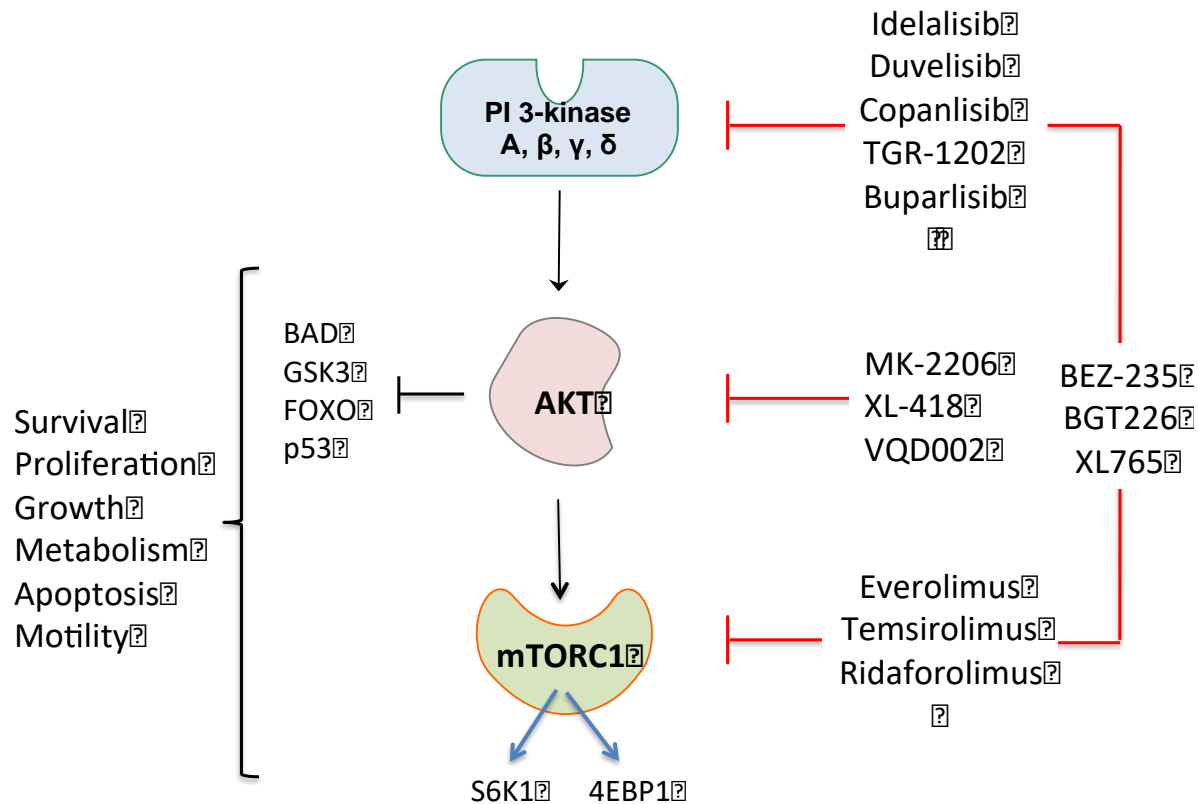 Idelalisib
Duvelisib
Copanlisib
TGR-1202
Buparlisib
PI 3-kinase
A, β, γ, δ
BAD
GSK3
FOXO
p53
AKT
MK-2206
XL-418
VQD002
BEZ-235
BGT226
XL765
Survival
Proliferation
Growth
Metabolism
Apoptosis
Motility
mTORC1
Everolimus
Temsirolimus
Ridaforolimus
S6K1
4EBP1